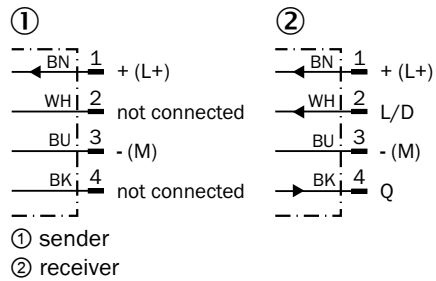 ① ②
BN 1 + (L+) BN 1 + (L+)
WH 2 not connected WH 2 L/D
BU 3 - (M) BU 3 - (M)
BK 4 not connected BK 4 Q
① sender
② receiver